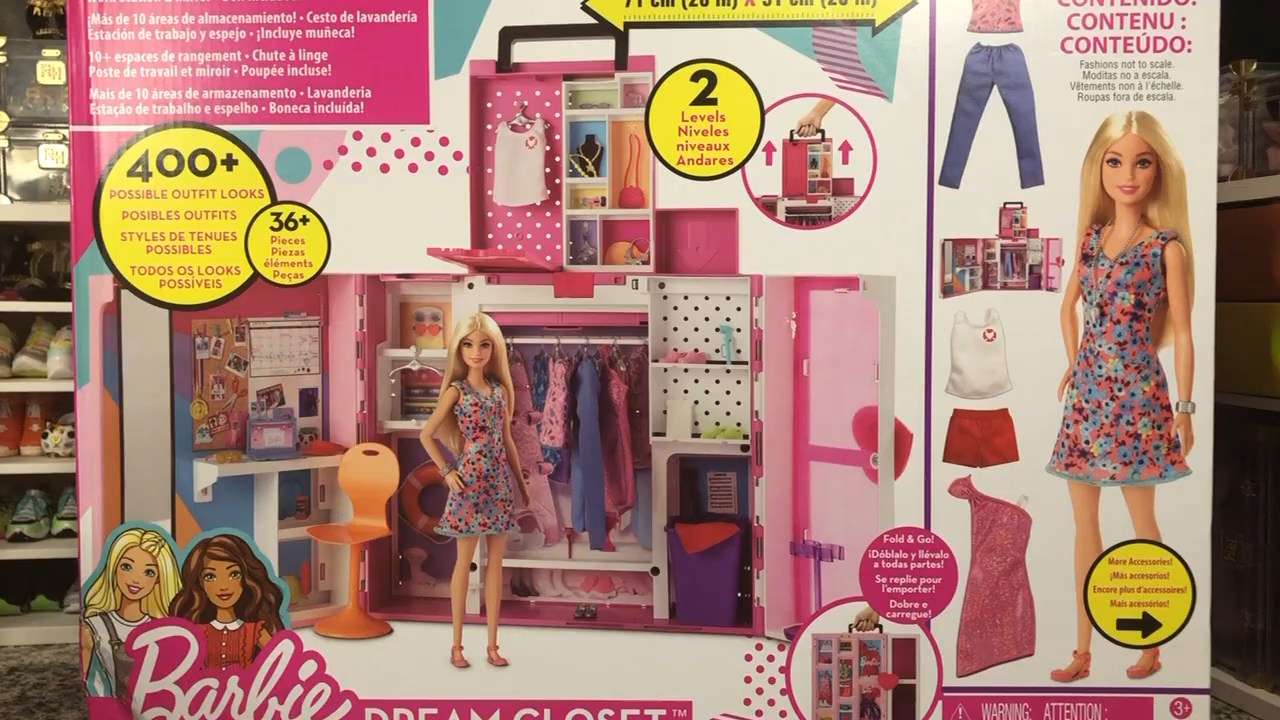 ¡Más de 10 áreas de almacenamiento! • Cesto de lavandería
Estación de trabajo y espejo • ¡Incluye muñeca!
10+ espaces de rangement • Chute à linge
Poste de travail et miroir • Poupée incluse!
Mais de 10 áreas de armazenamento • Lavanderia
Estação de trabalho e espelho • Boneca incluída!
400+
POSSIBLE OUTFIT LOOKS
POSIBLES OUTFITS
STYLES DE TENUES
POSSIBLES
TODOS OS LOOKS
POSSÍVEIS
36+
Pieces
Piezas
éléments
Peças
2
Levels
Niveles
niveaux
Andares
CONTENIDO:
CONTENU :
CONTEÚDO:
Fashions not to scale.
Moditas no a escala.
Vêtements non à l'échelle.
Roupas fora de escala.
Fold & Go!
¡Dóblalo y llévalo
a todas partes!
Se replie pour
l'emporter!
Dobre e
carregue!
More Accessories!
¡Más accesorios!
Encore plus d'accessoires!
Mais acessórios!
Barbie
DREAM CLOSET™
WARNING: ATTENTION :
3+